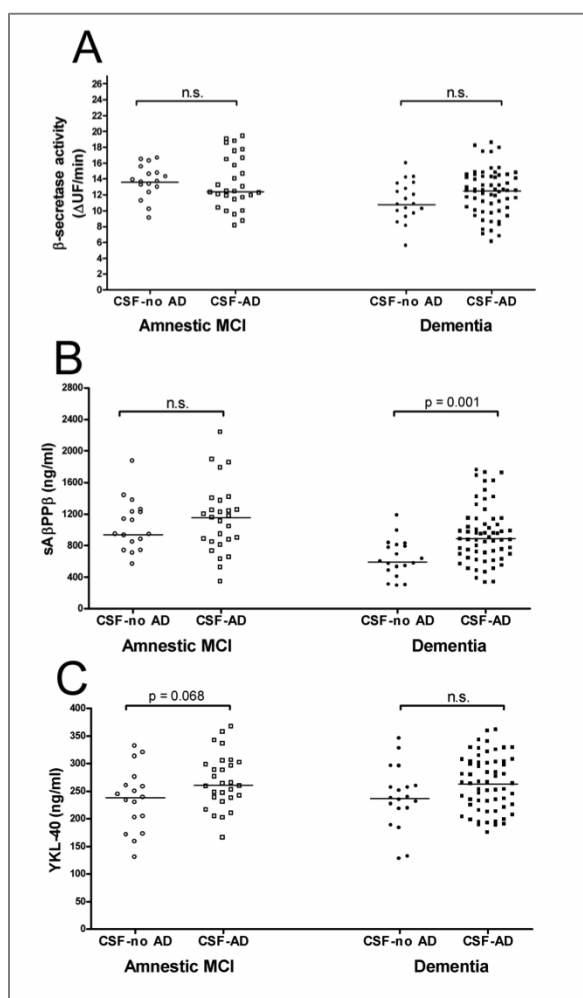 A
n.s.
n.s.
β-secretase activity
(ΔUF/min)
26
24
22
20
18
16
14
12
10
8
6
4
2
0
CSF-no AD
CSF-AD
CSF-no AD
CSF-AD
Amnestic MCI
Dementia
B
n.s.
p = 0.001
sAβPPβ (ng/ml)
2800
2400
2000
1600
1200
800
400
0
CSF-no AD
CSF-AD
CSF-no AD
CSF-AD
Amnestic MCI
Dementia
C
p = 0.068
n.s.
YKL-40 (ng/ml)
400
350
300
250
200
150
100
50
0
CSF-no AD
CSF-AD
CSF-no AD
CSF-AD
Amnestic MCI
Dementia